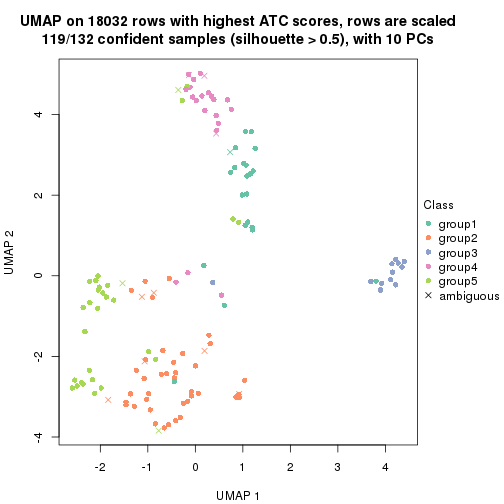 UMAP on 18032 rows with highest ATC scores, rows are scaled
119/132 confident samples (silhouette > 0.5), with 10 PCs
4
2
0
-2
-4
UMAP 2
-2
-1
0
1
2
3
4
UMAP 1
Class
group1
group2
group3
group4
group5
ambiguous